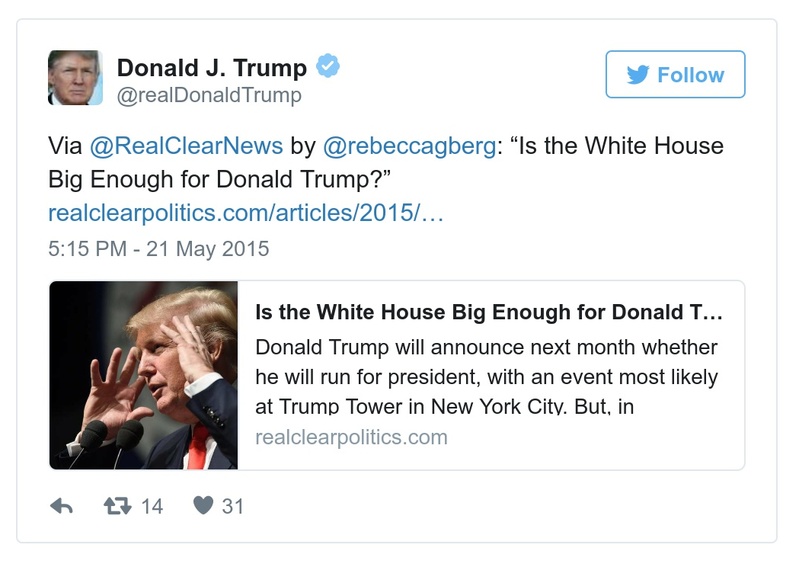 Donald J. Trump
@realDonaldTrump
Follow
Via @RealClearNews by @rebeccagberg: “Is the White House
Big Enough for Donald Trump?”
realclearpolitics.com/articles/2015/…
5:15 PM - 21 May 2015
Is the White House Big Enough for Donald T…
Donald Trump will announce next month whether
he will run for president, with an event most likely
at Trump Tower in New York City. But, in
realclearpolitics.com
14
31